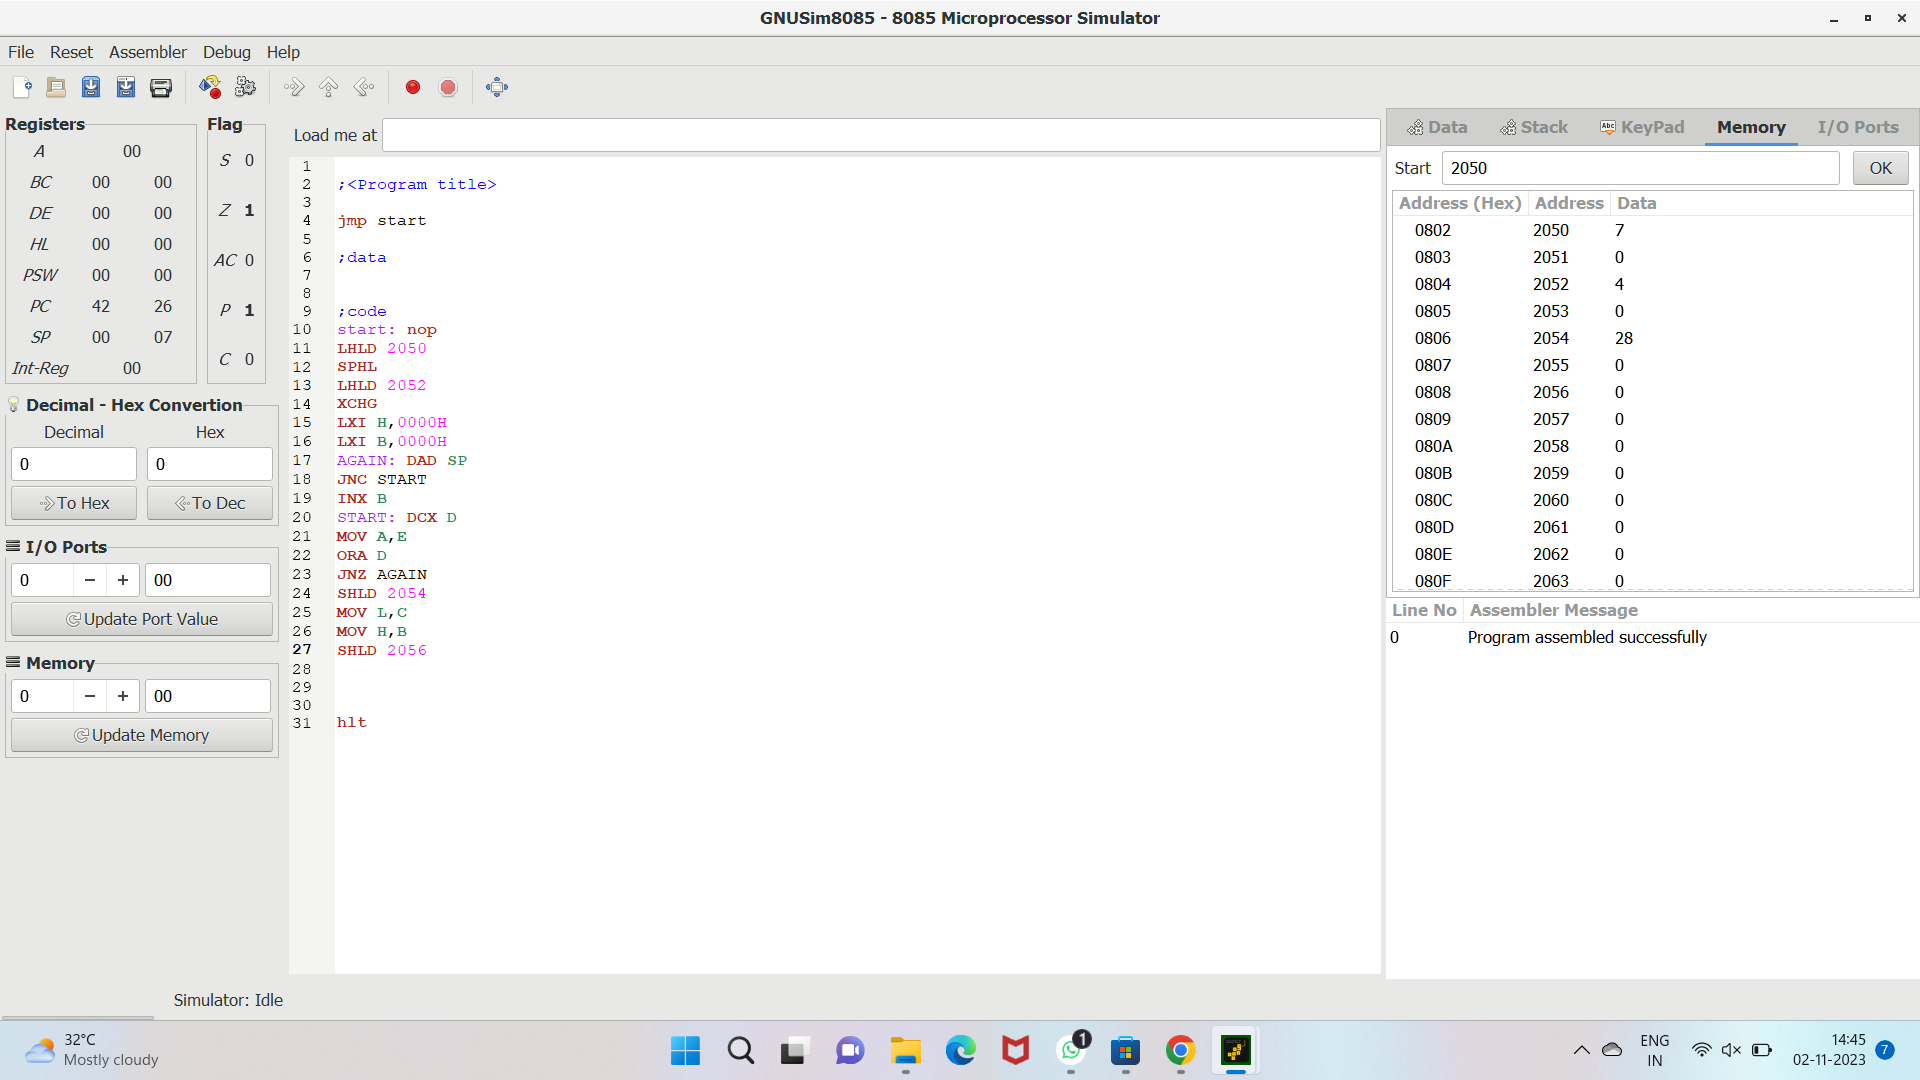 GNUSim8085 - 8085 Microprocessor Simulator
File Reset Assembler Debug Help
Registers
A 00
BC 00 00
DE 00 00
HL 00 00
PSW 00 00
PC 42 26
SP 00 07
Int-Reg 00
Flag
S 0
Z 1
AC 0
P 1
C 0
Decimal - Hex Convertion
Decimal Hex
0 0
To Hex To Dec
I/O Ports
0 − + 00
Update Port Value
Memory
0 − + 00
Update Memory
Load me at
1
2 ;<Program title>
3
4 jmp start
5
6 ;data
7
8
9 ;code
10 start: nop
11 LHLD 2050
12 SPHL
13 LHLD 2052
14 XCHG
15 LXI H,0000H
16 LXI B,0000H
17 AGAIN: DAD SP
18 JNC START
19 INX B
20 START: DCX D
21 MOV A,E
22 ORA D
23 JNZ AGAIN
24 SHLD 2054
25 MOV L,C
26 MOV H,B
27 SHLD 2056
28
29
30
31 hlt
Data Stack Abc KeyPad Memory I/O Ports
Start 2050 OK
Address (Hex) Address Data
0802 2050 7
0803 2051 0
0804 2052 4
0805 2053 0
0806 2054 28
0807 2055 0
0808 2056 0
0809 2057 0
080A 2058 0
080B 2059 0
080C 2060 0
080D 2061 0
080E 2062 0
080F 2063 0
Line No Assembler Message
0 Program assembled successfully
Simulator: Idle
32°C
Mostly cloudy
1
ENG
IN
14:45
02-11-2023
7